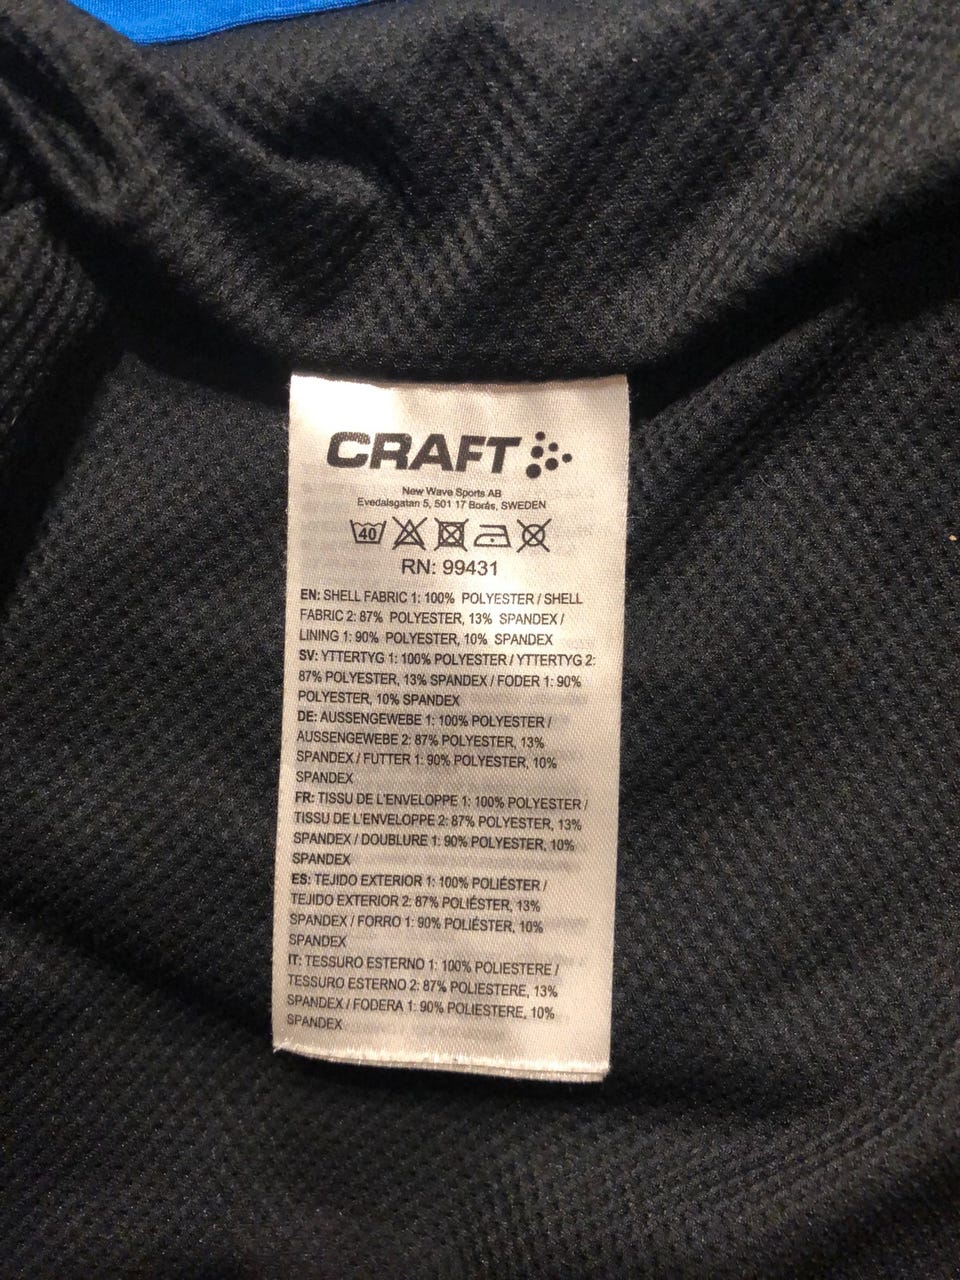 CRAFT
New Wave Sports AB
Evedalsgatan 5, 501 17 Borås, SWEDEN
40
RN: 99431
EN: SHELL FABRIC 1: 100% POLYESTER / SHELL
FABRIC 2: 87% POLYESTER, 13% SPANDEX /
LINING 1: 90% POLYESTER, 10% SPANDEX
SV: YTTERTYG 1: 100% POLYESTER / YTTERTYG 2:
87% POLYESTER, 13% SPANDEX / FODER 1: 90%
POLYESTER, 10% SPANDEX
DE: AUSSENGEWEBE 1: 100% POLYESTER /
AUSSENGEWEBE 2: 87% POLYESTER, 13%
SPANDEX / FUTTER 1: 90% POLYESTER, 10%
SPANDEX
FR: TISSU DE L'ENVELOPPE 1: 100% POLYESTER /
TISSU DE L'ENVELOPPE 2: 87% POLYESTER, 13%
SPANDEX / DOUBLURE 1: 90% POLYESTER, 10%
SPANDEX
ES: TEJIDO EXTERIOR 1: 100% POLIÉSTER /
TEJIDO EXTERIOR 2: 87% POLIÉSTER, 13%
SPANDEX / FORRO 1: 90% POLIÉSTER, 10%
SPANDEX
IT: TESSURO ESTERNO 1: 100% POLIESTERE /
TESSURO ESTERNO 2: 87% POLIESTERE, 13%
SPANDEX / FODERA 1: 90% POLIESTERE, 10%
SPANDEX